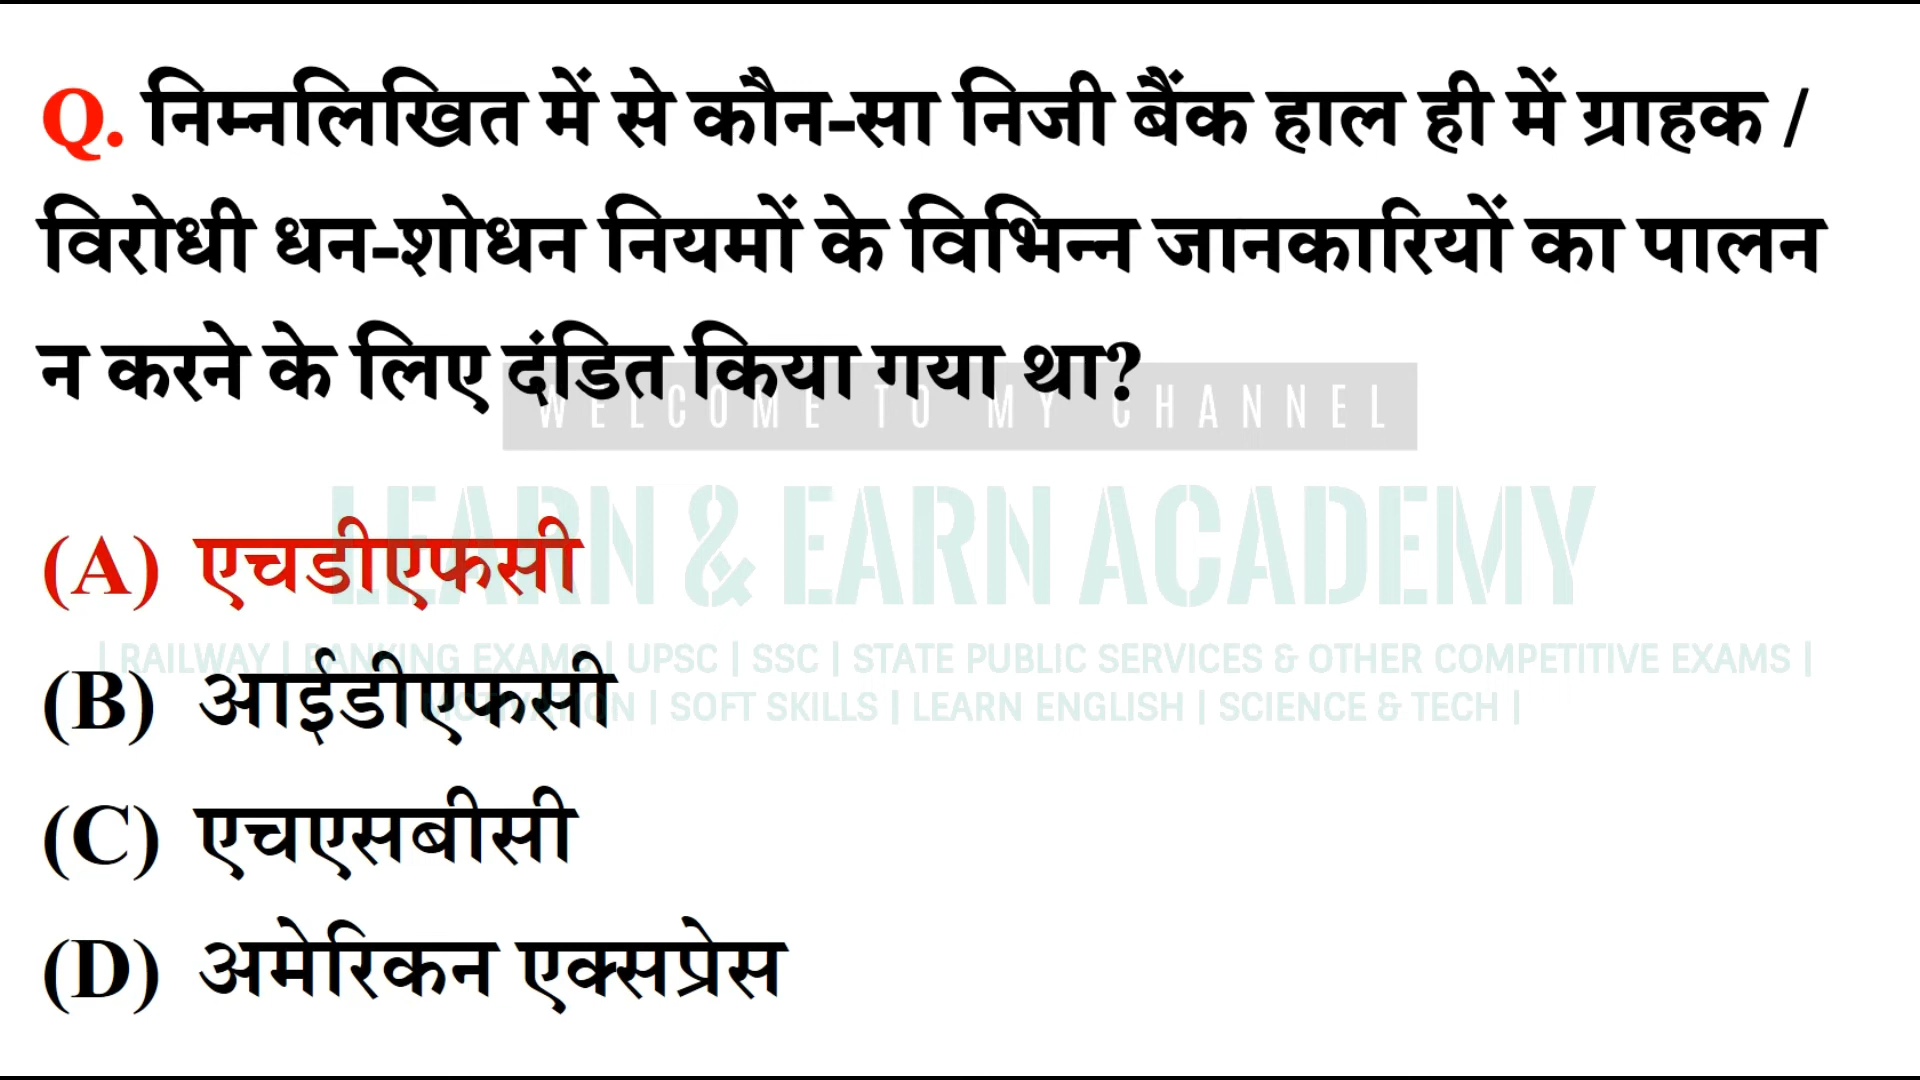 Q. निम्नलिखित में से कौन-सा निजी बैंक हाल ही में ग्राहक /
विरोधी धन-शोधन नियमों के विभिन्न जानकारियों का पालन
न करने के लिए दंडित किया गया था?
WELCOME TO MY CHANNEL
LEARN & EARN ACADEMY
(A) एचडीएफसी
| RAILWAY | BANKING EXAMS | UPSC | SSC | STATE PUBLIC SERVICES & OTHER COMPETITIVE EXAMS |
(B) आईडीएफसी
| SOFT SKILLS | LEARN ENGLISH | SCIENCE & TECH |
(C) एचएसबीसी
(D) अमेरिकन एक्सप्रेस